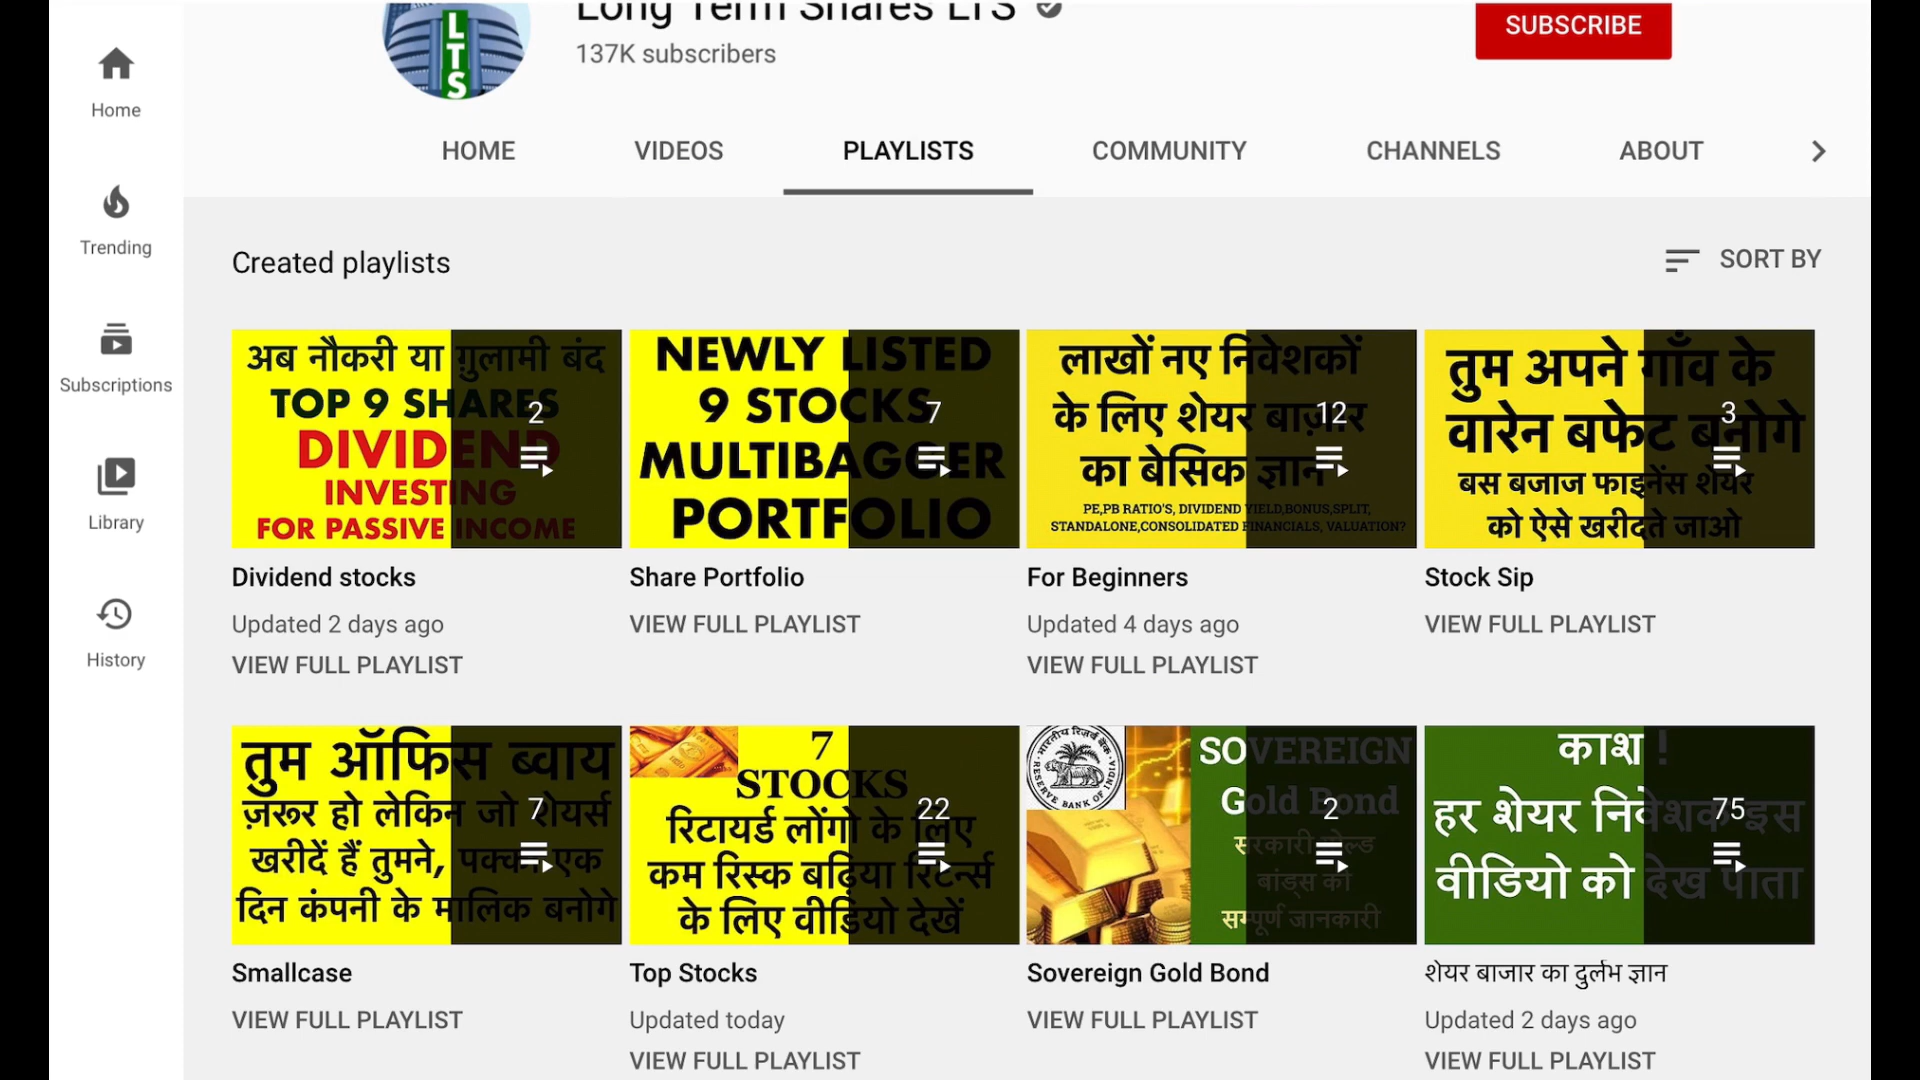 Long Term Shares LTS
137K subscribers
SUBSCRIBE
LTS
HOME
VIDEOS
PLAYLISTS
COMMUNITY
CHANNELS
ABOUT
Home
Trending
Subscriptions
Library
History
Created playlists
SORT BY
अब नौकरी या ग़ुलामी बंद
TOP 9 SHARES
DIVIDEND
INVESTING
FOR PASSIVE INCOME
2
Dividend stocks
Updated 2 days ago
VIEW FULL PLAYLIST
NEWLY LISTED
9 STOCKS
MULTIBAGGER
PORTFOLIO
7
Share Portfolio
VIEW FULL PLAYLIST
लाखों नए निवेशकों
के लिए शेयर बाज़ार
का बेसिक ज्ञान
PE,PB RATIO'S, DIVIDEND YIELD,BONUS,SPLIT,
STANDALONE,CONSOLIDATED FINANCIALS, VALUATION?
12
For Beginners
Updated 4 days ago
VIEW FULL PLAYLIST
तुम अपने गाँव के
वारेन बफेट बनोगे
बस बजाज फाइनेंस शेयर
को ऐसे खरीदते जाओ
3
Stock Sip
VIEW FULL PLAYLIST
तुम ऑफिस ब्वाय
ज़रूर हो लेकिन जो शेयर्स
खरीदें हैं तुमने, पक्का एक
दिन कंपनी के मालिक बनोगे
7
Smallcase
VIEW FULL PLAYLIST
7
STOCKS
रिटायर्ड लोंगो के लिए
कम रिस्क बढ़िया रिटर्न्स
के लिए वीडियो देखें
22
Top Stocks
Updated today
VIEW FULL PLAYLIST
भारतीय रिज़र्व बैंक
RESERVE BANK OF INDIA
SOVEREIGN
Gold Bond
सरकारी गोल्ड
बांड्स की
सम्पूर्ण जानकारी
2
Sovereign Gold Bond
VIEW FULL PLAYLIST
काश !
हर शेयर निवेशक इस
वीडियो को देख पाता
75
शेयर बाजार का दुर्लभ ज्ञान
Updated 2 days ago
VIEW FULL PLAYLIST